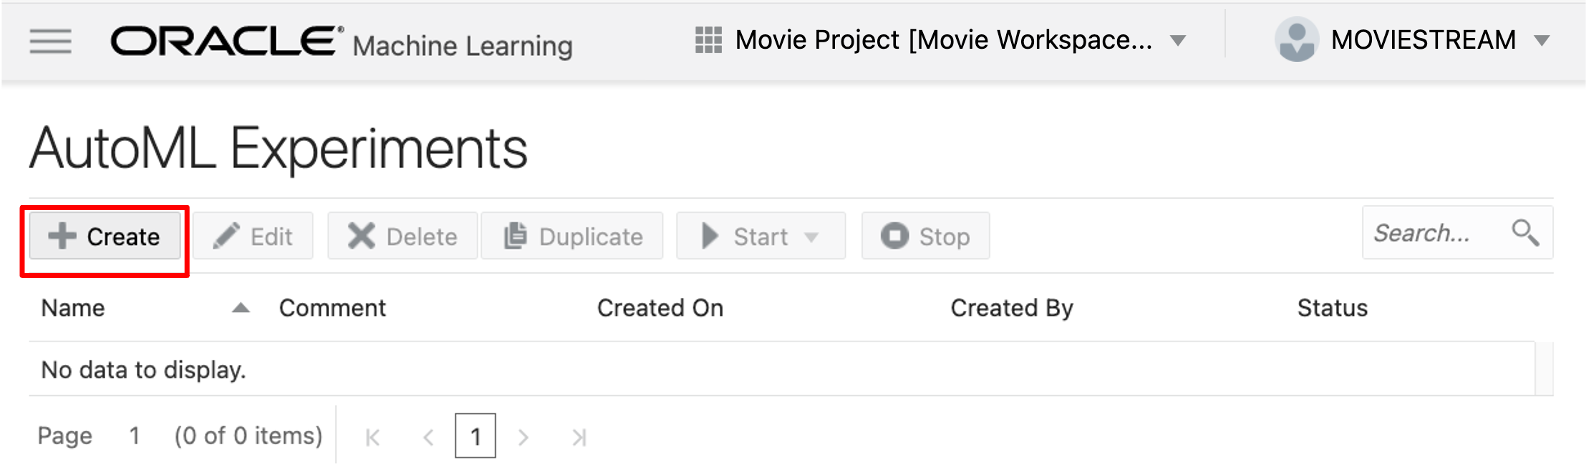 ORACLE® Machine Learning Movie Project [Movie Workspace... MOVIESTREAM
AutoML Experiments
Create Edit Delete Duplicate Start Stop Search...
Name Comment Created On Created By Status
No data to display.
Page 1 (0 of 0 items) 1